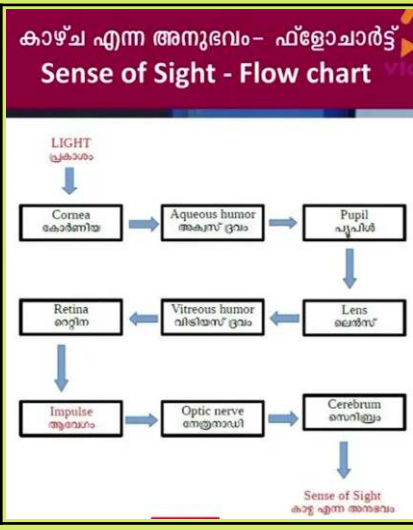 കാഴ്ച എന്ന അനുഭവം- ഫ്ളോചാർട്ട്
Sense of Sight - Flow chart
LIGHT
പ്രകാശം
Cornea
കോർണിയ
Aqueous humor
അക്വസ് ദ്രവം
Pupil
പ്യൂപിൾ
Lens
ലെൻസ്
Vitreous humor
വിട്രിയസ് ദ്രവം
Retina
റെറ്റിന
Impulse
ആവേഗം
Optic nerve
നേത്രനാഡി
Cerebrum
സെറിബ്രം
Sense of Sight
കാഴ്ച എന്ന അനുഭവം